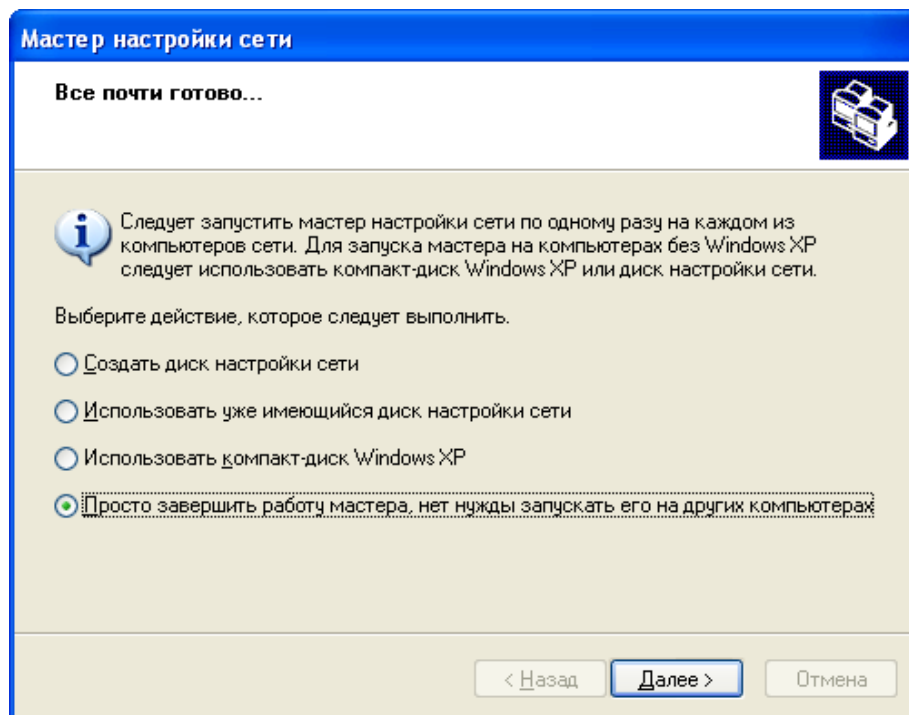 Мастер настройки сети
Все почти готово...
Следует запустить мастер настройки сети по одному разу на каждом из
компьютеров сети. Для запуска мастера на компьютерах без Windows XP
следует использовать компакт-диск Windows XP или диск настройки сети.
Выберите действие, которое следует выполнить.
Создать диск настройки сети
Использовать уже имеющийся диск настройки сети
Использовать компакт-диск Windows XP
Просто завершить работу мастера, нет нужды запускать его на других компьютерах
< Назад
Далее >
Отмена